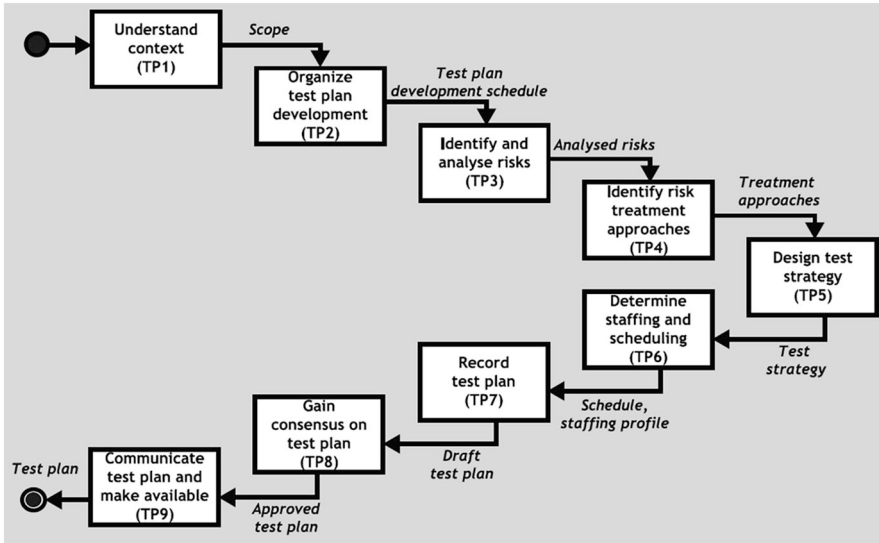 Understand
context
(TP1)
Scope
Organize
test plan
development
(TP2)
Test plan
development schedule
Identify and
analyse risks
(TP3)
Analysed risks
Identify risk
treatment
approaches
(TP4)
Treatment
approaches
Design test
strategy
(TP5)
Test
strategy
Determine
staffing and
scheduling
(TP6)
Schedule,
staffing profile
Record
test plan
(TP7)
Draft
test plan
Gain
consensus on
test plan
(TP8)
Approved
test plan
Communicate
test plan and
make available
(TP9)
Test plan